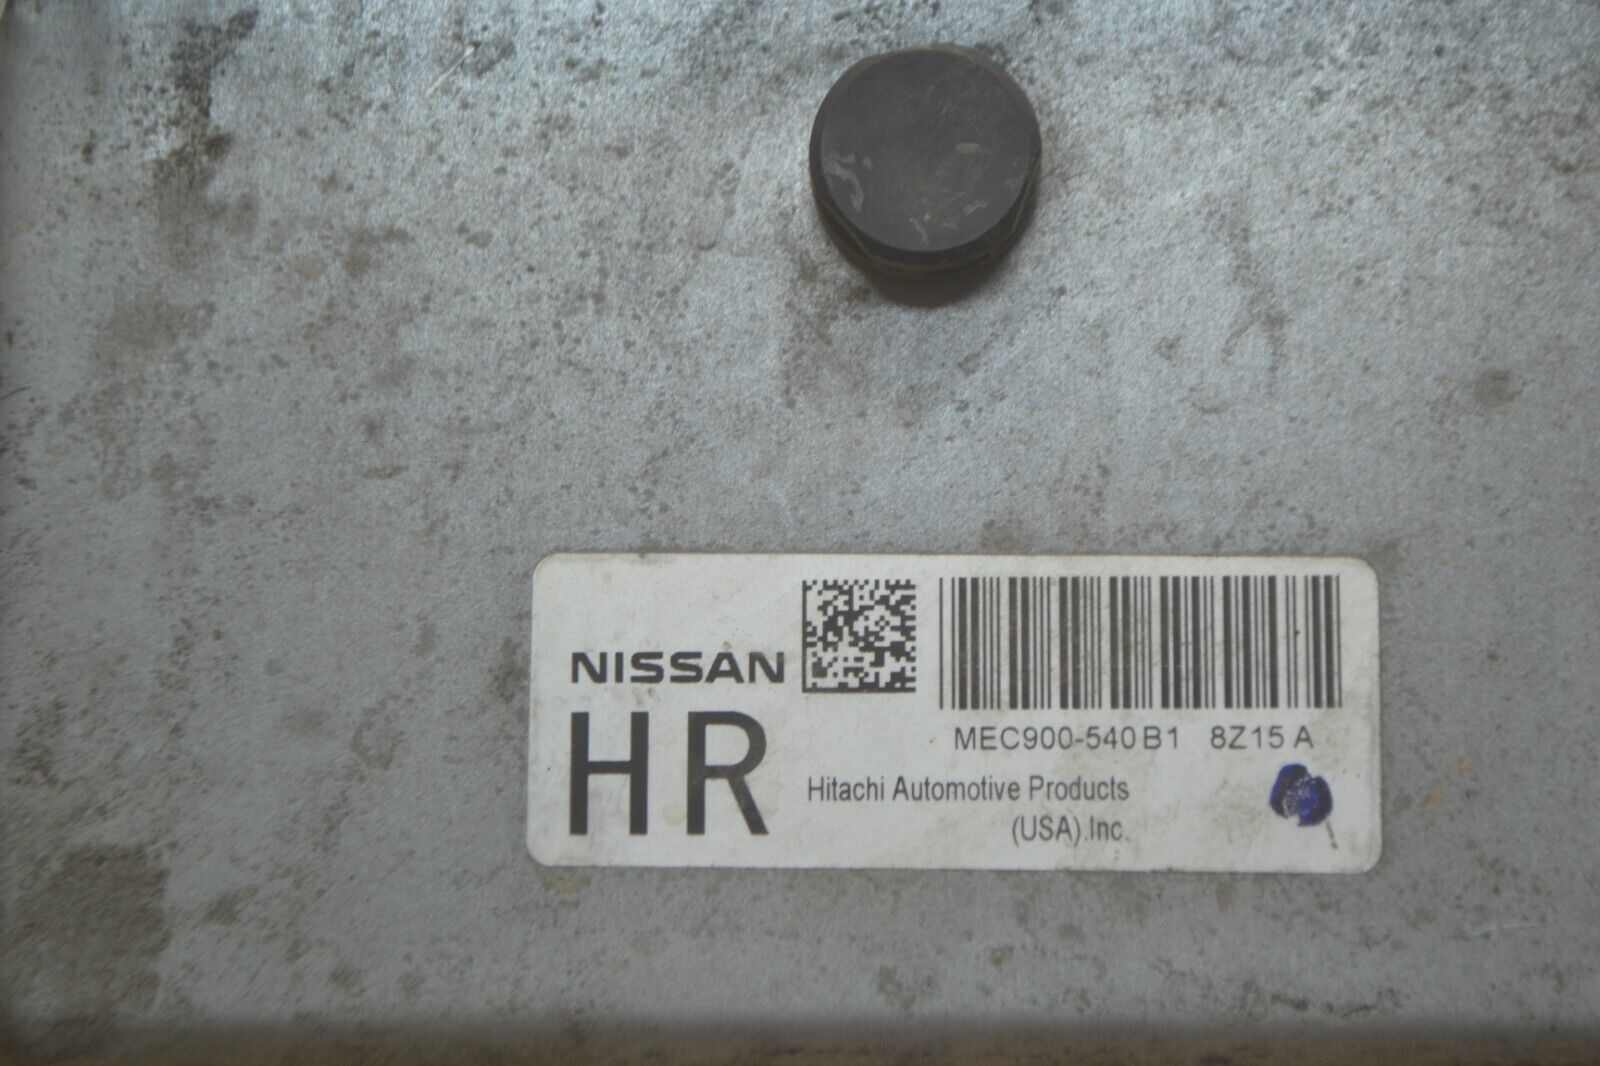 NISSAN
HR
MEC900-540 B1 8Z15 A
Hitachi Automotive Products
(USA).Inc.